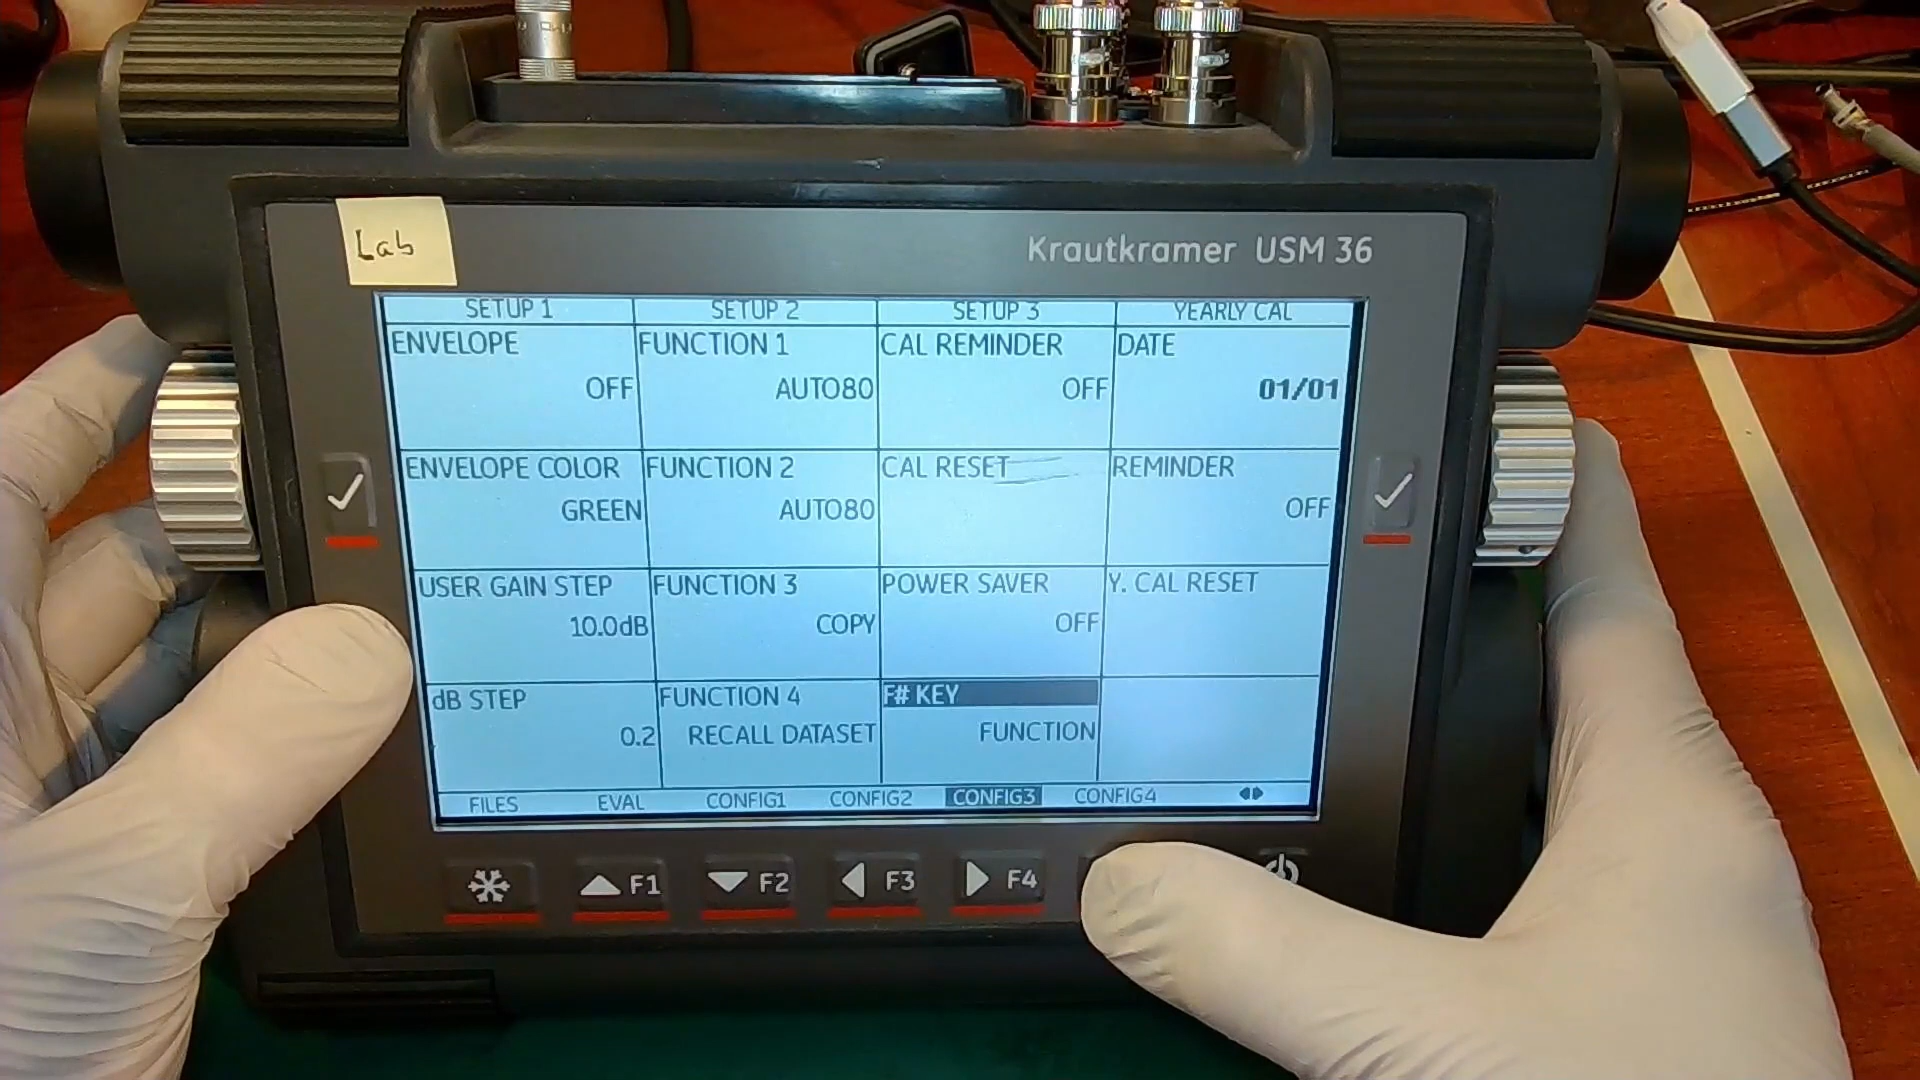 Lab
Krautkramer USM 36
SETUP 1 SETUP 2 SETUP 3 YEARLY CAL
ENVELOPE FUNCTION 1 CAL REMINDER DATE
OFF AUTO80 OFF 01/01
ENVELOPE COLOR FUNCTION 2 CAL RESET REMINDER
GREEN AUTO80 OFF
USER GAIN STEP FUNCTION 3 POWER SAVER Y. CAL RESET
10.0dB COPY OFF
dB STEP FUNCTION 4 F# KEY
0.2 RECALL DATASET FUNCTION
FILES EVAL CONFIG1 CONFIG2 CONFIG3 CONFIG4
F1 F2 F3 F4